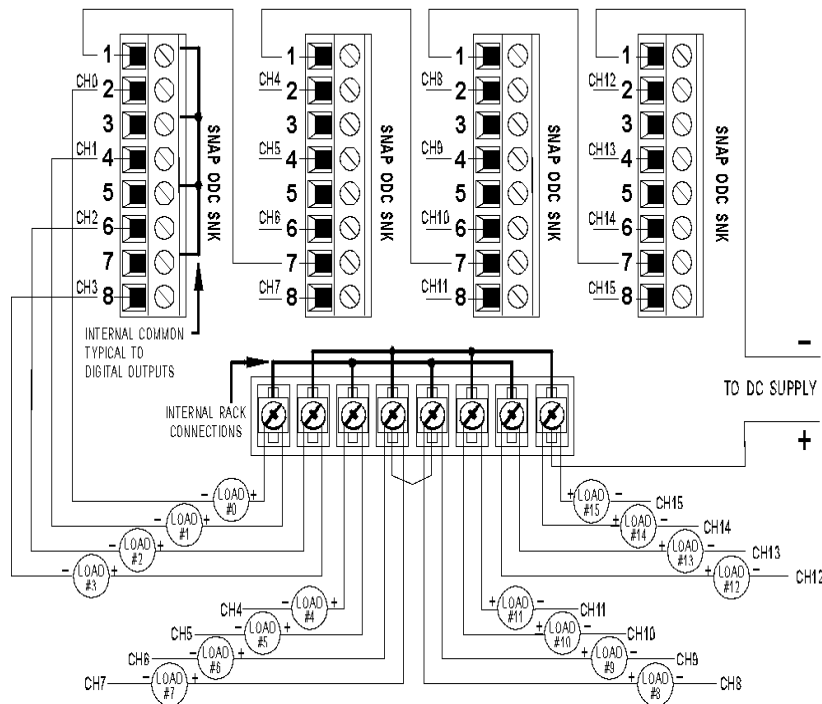 1
CH0 2
3
CH1 4
5
CH2 6
7
CH3 8
SNAP ODC SNK
1
CH4 2
3
CH5 4
5
CH6 6
7
CH7 8
SNAP ODC SNK
1
CH8 2
3
CH9 4
5
CH10 6
7
CH11 8
SNAP ODC SNK
1
CH12 2
3
CH13 4
5
CH14 6
7
CH15 8
SNAP ODC SNK
INTERNAL COMMON
TYPICAL TO
DIGITAL OUTPUTS
INTERNAL RACK
CONNECTIONS
-
TO DC SUPPLY
+
- LOAD #0 +
- LOAD #1 +
- LOAD #2 +
- LOAD #3 +
CH4 - LOAD #4 +
CH5 - LOAD #5 +
CH6 - LOAD #6 +
CH7 - LOAD #7 +
+ LOAD #15 - CH15
+ LOAD #14 - CH14
+ LOAD #13 - CH13
+ LOAD #12 - CH12
+ LOAD #11 - CH11
+ LOAD #10 - CH10
+ LOAD #9 - CH9
+ LOAD #8 - CH8